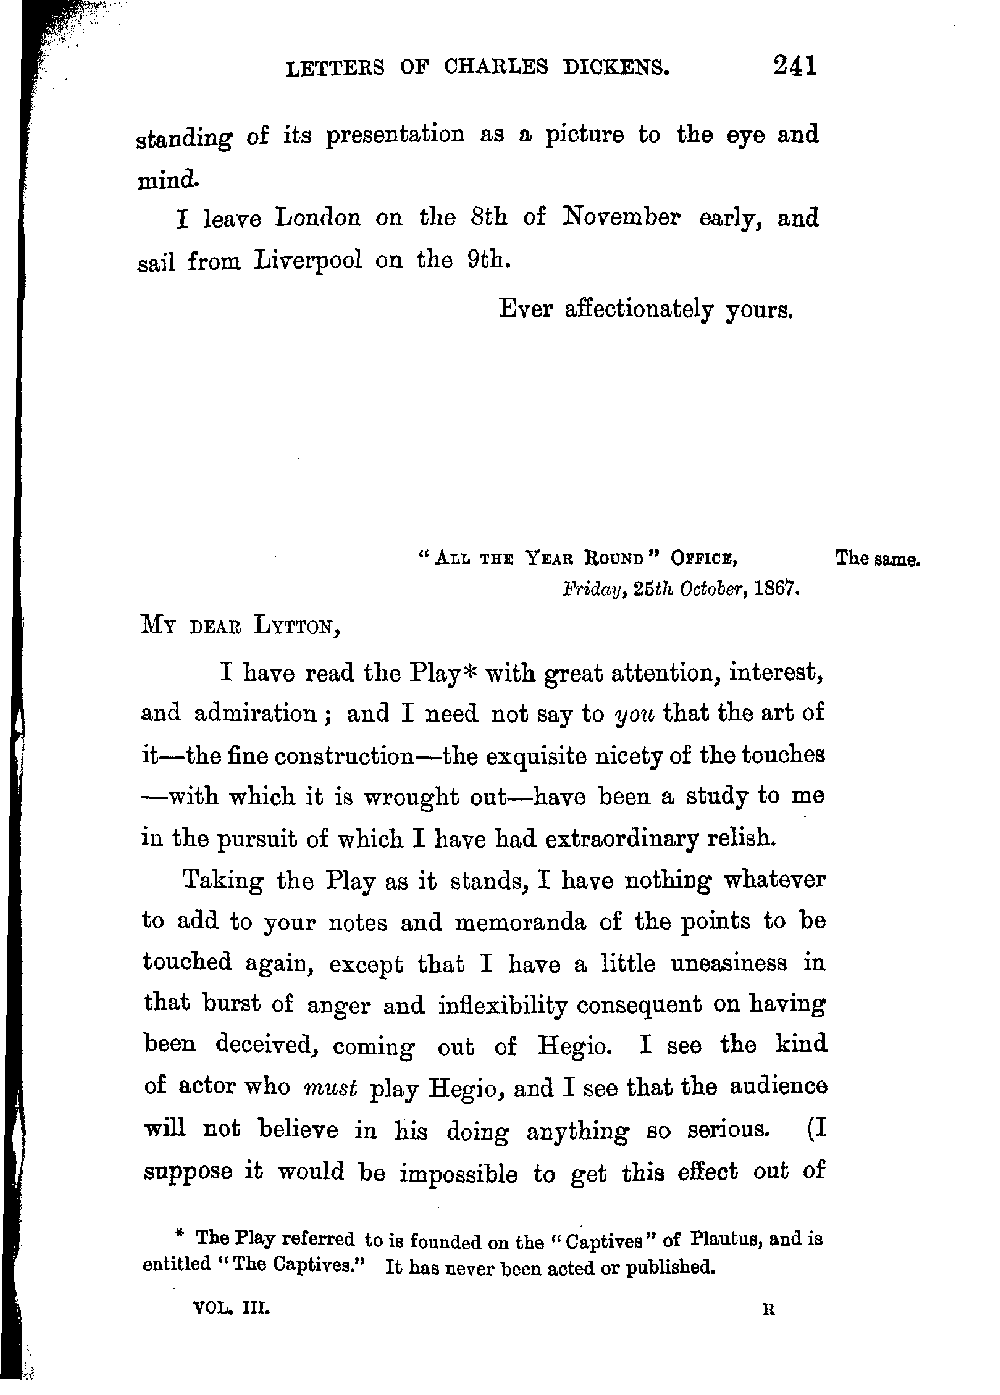 LETTERS OF CHARLES DICKENS. 241
standing of its presentation as a picture to the eye and
mind.
I leave London on the 8th of November early, and
sail from Liverpool on the 9th.
Ever affectionately yours.
"ALL THE YEAR ROUND" OFFICE, The same.
Friday, 25th October, 1867.
MY DEAR LYTTON,
I have read the Play* with great attention, interest,
and admiration; and I need not say to you that the art of
it—the fine construction—the exquisite nicety of the touches
—with which it is wrought out—have been a study to me
in the pursuit of which I have had extraordinary relish.
Taking the Play as it stands, I have nothing whatever
to add to your notes and memoranda of the points to be
touched again, except that I have a little uneasiness in
that burst of anger and inflexibility consequent on having
been deceived, coming out of Hegio. I see the kind
of actor who must play Hegio, and I see that the audience
will not believe in his doing anything so serious. (I
suppose it would be impossible to get this effect out of
* The Play referred to is founded on the "Captives" of Plautus, and is
entitled "The Captives." It has never been acted or published.
VOL. III. R